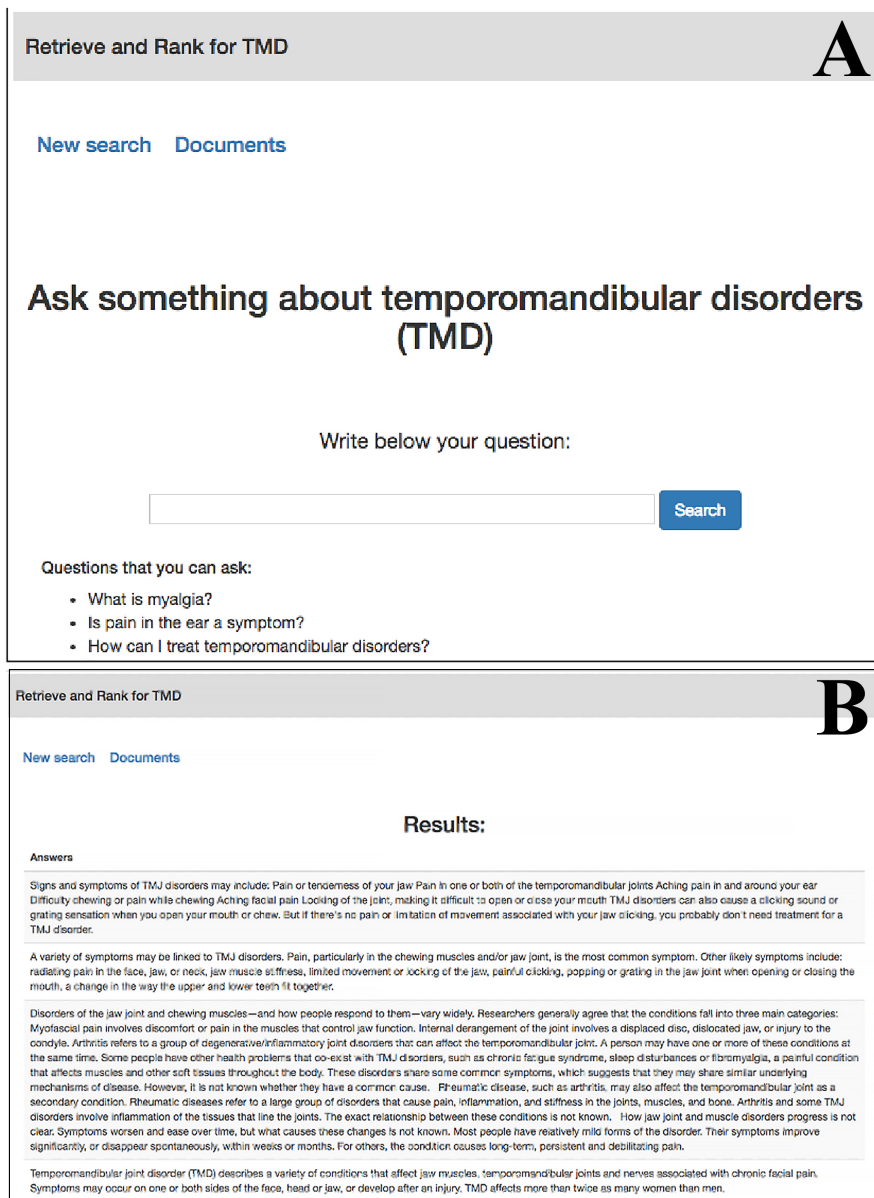 Retrieve and Rank for TMD
A
New search Documents
Ask something about temporomandibular disorders
(TMD)
Write below your question:
Search
Questions that you can ask:
• What is myalgia?
• Is pain in the ear a symptom?
• How can I treat temporomandibular disorders?
Retrieve and Rank for TMD
B
New search Documents
Results:
Answers
Signs and symptoms of TMJ disorders may include: Pain or tenderness of your jaw Pain in one or both of the temporomandibular joints Aching pain in and around your ear
Difficulty chewing or pain while chewing Aching facial pain Locking of the joint, making it difficult to open or close your mouth TMJ disorders can also cause a clicking sound or
grating sensation when you open your mouth or chew. But if there's no pain or limitation of movement associated with your jaw clicking, you probably don't need treatment for a
TMJ disorder.
A variety of symptoms may be linked to TMJ disorders. Pain, particularly in the chewing muscles and/or jaw joint, is the most common symptom. Other likely symptoms include:
radiating pain in the face, jaw, or neck, jaw muscle stiffness, limited movement or locking of the jaw, painful clicking, popping or grating in the jaw joint when opening or closing the
mouth, a change in the way the upper and lower teeth fit together.
Disorders of the jaw joint and chewing muscles—and how people respond to them—vary widely. Researchers generally agree that the conditions fall into three main categories:
Myofascial pain involves discomfort or pain in the muscles that control jaw function. Internal derangement of the joint involves a displaced disc, dislocated jaw, or injury to the
condyle. Arthritis refers to a group of degenerative/inflammatory joint disorders that can affect the temporomandibular joint. A person may have one or more of these conditions at
the same time. Some people have other health problems that co-exist with TMJ disorders, such as chronic fatigue syndrome, sleep disturbances or fibromyalgia, a painful condition
that affects muscles and other soft tissues throughout the body. These disorders share some common symptoms, which suggests that they may share similar underlying
mechanisms of disease. However, it is not known whether they have a common cause. Rheumatic disease, such as arthritis, may also affect the temporomandibular joint as a
secondary condition. Rheumatic diseases refer to a large group of disorders that cause pain, inflammation, and stiffness in the joints, muscles, and bone. Arthritis and some TMJ
disorders involve inflammation of the tissues that line the joints. The exact relationship between these conditions is not known. How jaw joint and muscle disorders progress is not
clear. Symptoms worsen and ease over time, but what causes these changes is not known. Most people have relatively mild forms of the disorder. Their symptoms improve
significantly, or disappear spontaneously, within weeks or months. For others, the condition causes long-term, persistent and debilitating pain.
Temporomandibular joint disorder (TMD) describes a variety of conditions that affect jaw muscles, temporomandibular joints and nerves associated with chronic facial pain.
Symptoms may occur on one or both sides of the face, head or jaw, or develop after an injury. TMD affects more than twice as many women than men.